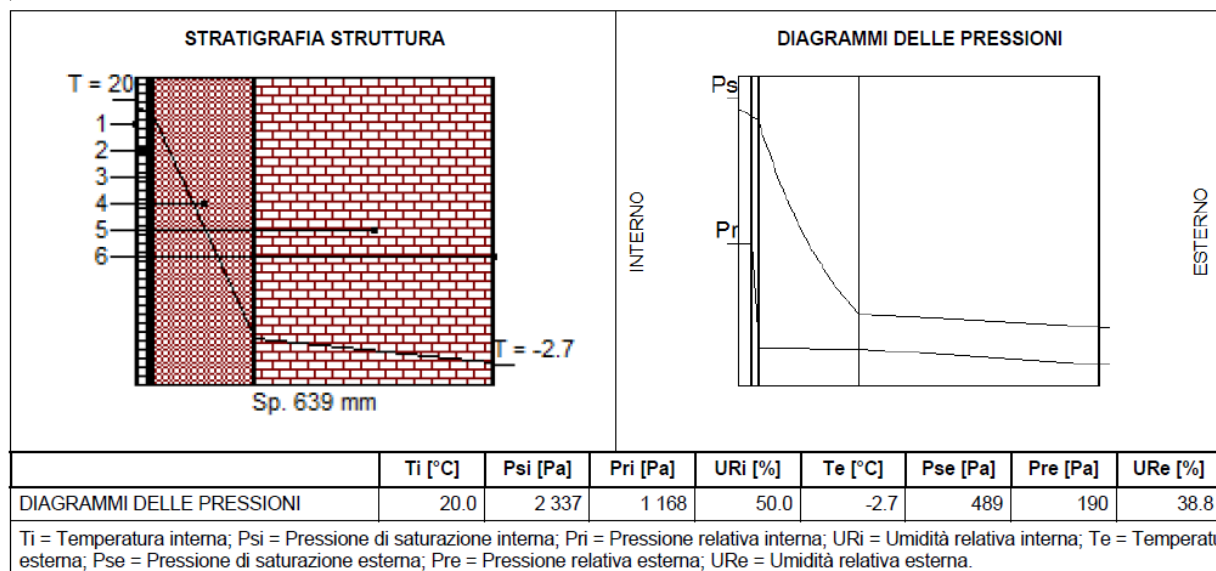 STRATIGRAFIA STRUTTURA
T = 20
1
2
3
4
5
6
T = -2.7
Sp. 639 mm
DIAGRAMMI DELLE PRESSIONI
Ps
Pr
INTERNO
ESTERNO
Ti [°C] Psi [Pa] Pri [Pa] URi [%] Te [°C] Pse [Pa] Pre [Pa] URe [%]
DIAGRAMMI DELLE PRESSIONI 20.0 2 337 1 168 50.0 -2.7 489 190 38.8
Ti = Temperatura interna; Psi = Pressione di saturazione interna; Pri = Pressione relativa interna; URi = Umidità relativa interna; Te = Temperatu
esterna; Pse = Pressione di saturazione esterna; Pre = Pressione relativa esterna; URe = Umidità relativa esterna.